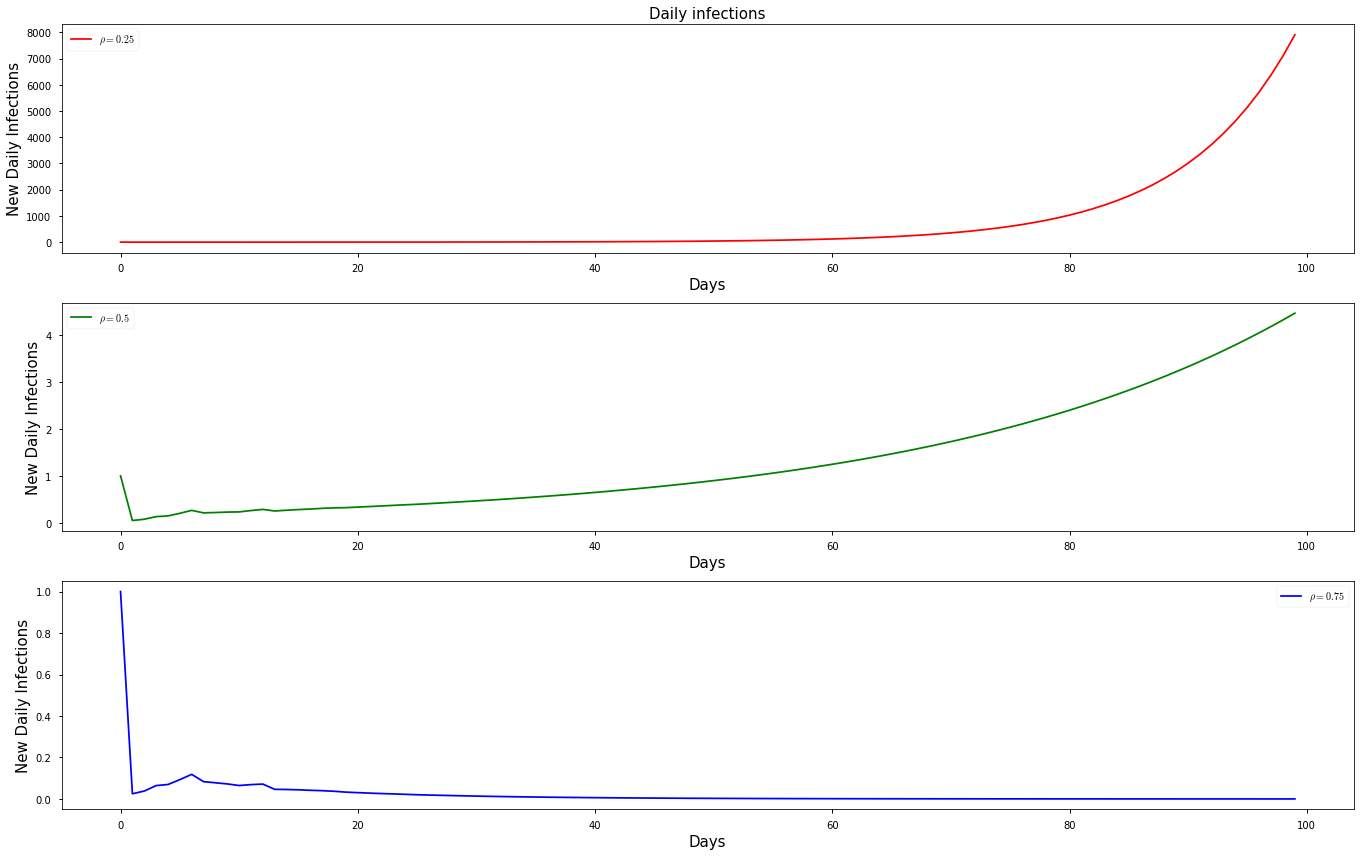 Daily infections
8000
7000
6000
5000
4000
3000
2000
1000
0
New Daily Infections
ρ = 0.25
0 20 40 60 80 100
Days
4
3
2
1
0
New Daily Infections
ρ = 0.5
0 20 40 60 80 100
Days
1.0
0.8
0.6
0.4
0.2
0.0
New Daily Infections
ρ = 0.75
0 20 40 60 80 100
Days